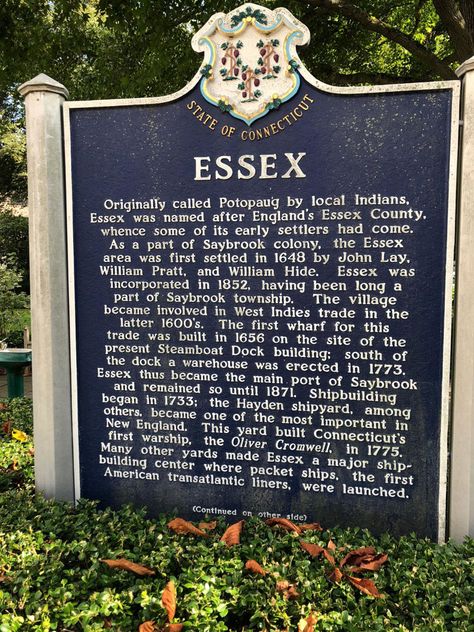 STATE OF CONNECTICUT
ESSEX
Originally called Potopaug by local Indians,
Essex was named after England's Essex County,
whence some of its early settlers had come.
As a part of Saybrook colony, the Essex
area was first settled in 1648 by John Lay,
William Pratt, and William Hide. Essex was
incorporated in 1852, having been long a
part of Saybrook township. The village
became involved in West Indies trade in the
latter 1600's. The first wharf for this
trade was built in 1656 on the site of the
present Steamboat Dock building; south of
the dock a warehouse was erected in 1773.
Essex thus became the main port of Saybrook
and remained so until 1871. Shipbuilding
began in 1733; the Hayden shipyard, among
others, became one of the most important in
New England. This yard built Connecticut's
first warship, the Oliver Cromwell, in 1775.
Many other yards made Essex a major ship-
building center where packet ships, the first
American transatlantic liners, were launched.
(Continued on other side)